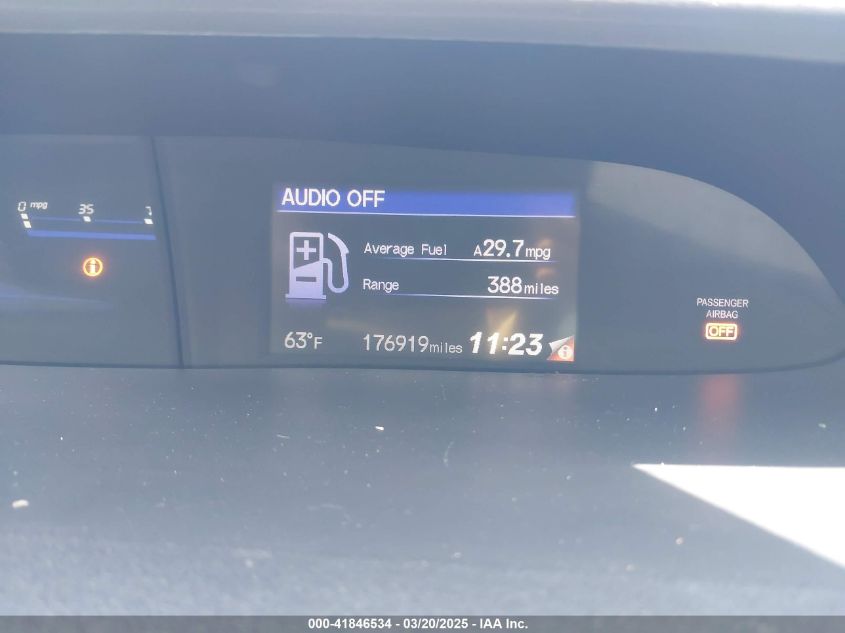 0 mpg 35
AUDIO OFF
Average Fuel A29.7mpg
Range 388miles
63°F 176919miles 11:23
PASSENGER
AIRBAG
OFF
000-41846534 - 03/20/2025 - IAA Inc.